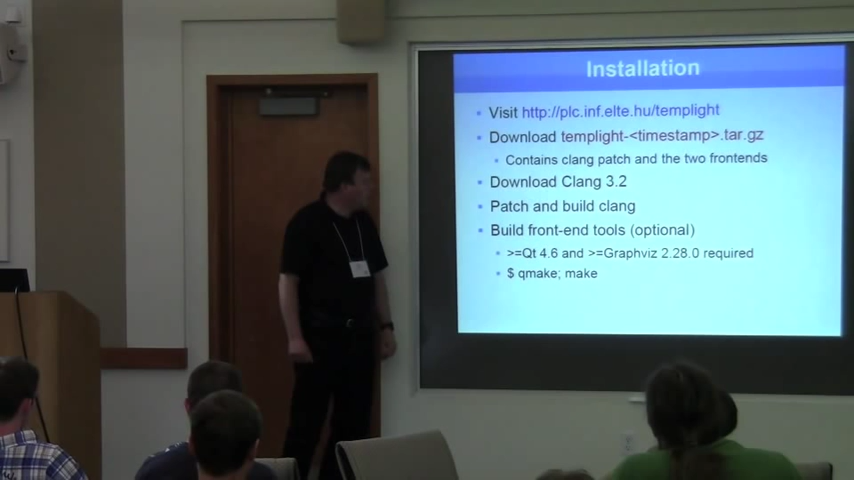 Installation
Visit http://plc.inf.elte.hu/templight
Download templight-<timestamp>.tar.gz
Contains clang patch and the two frontends
Download Clang 3.2
Patch and build clang
Build front-end tools (optional)
>=Qt 4.6 and >=Graphviz 2.28.0 required
$ qmake; make